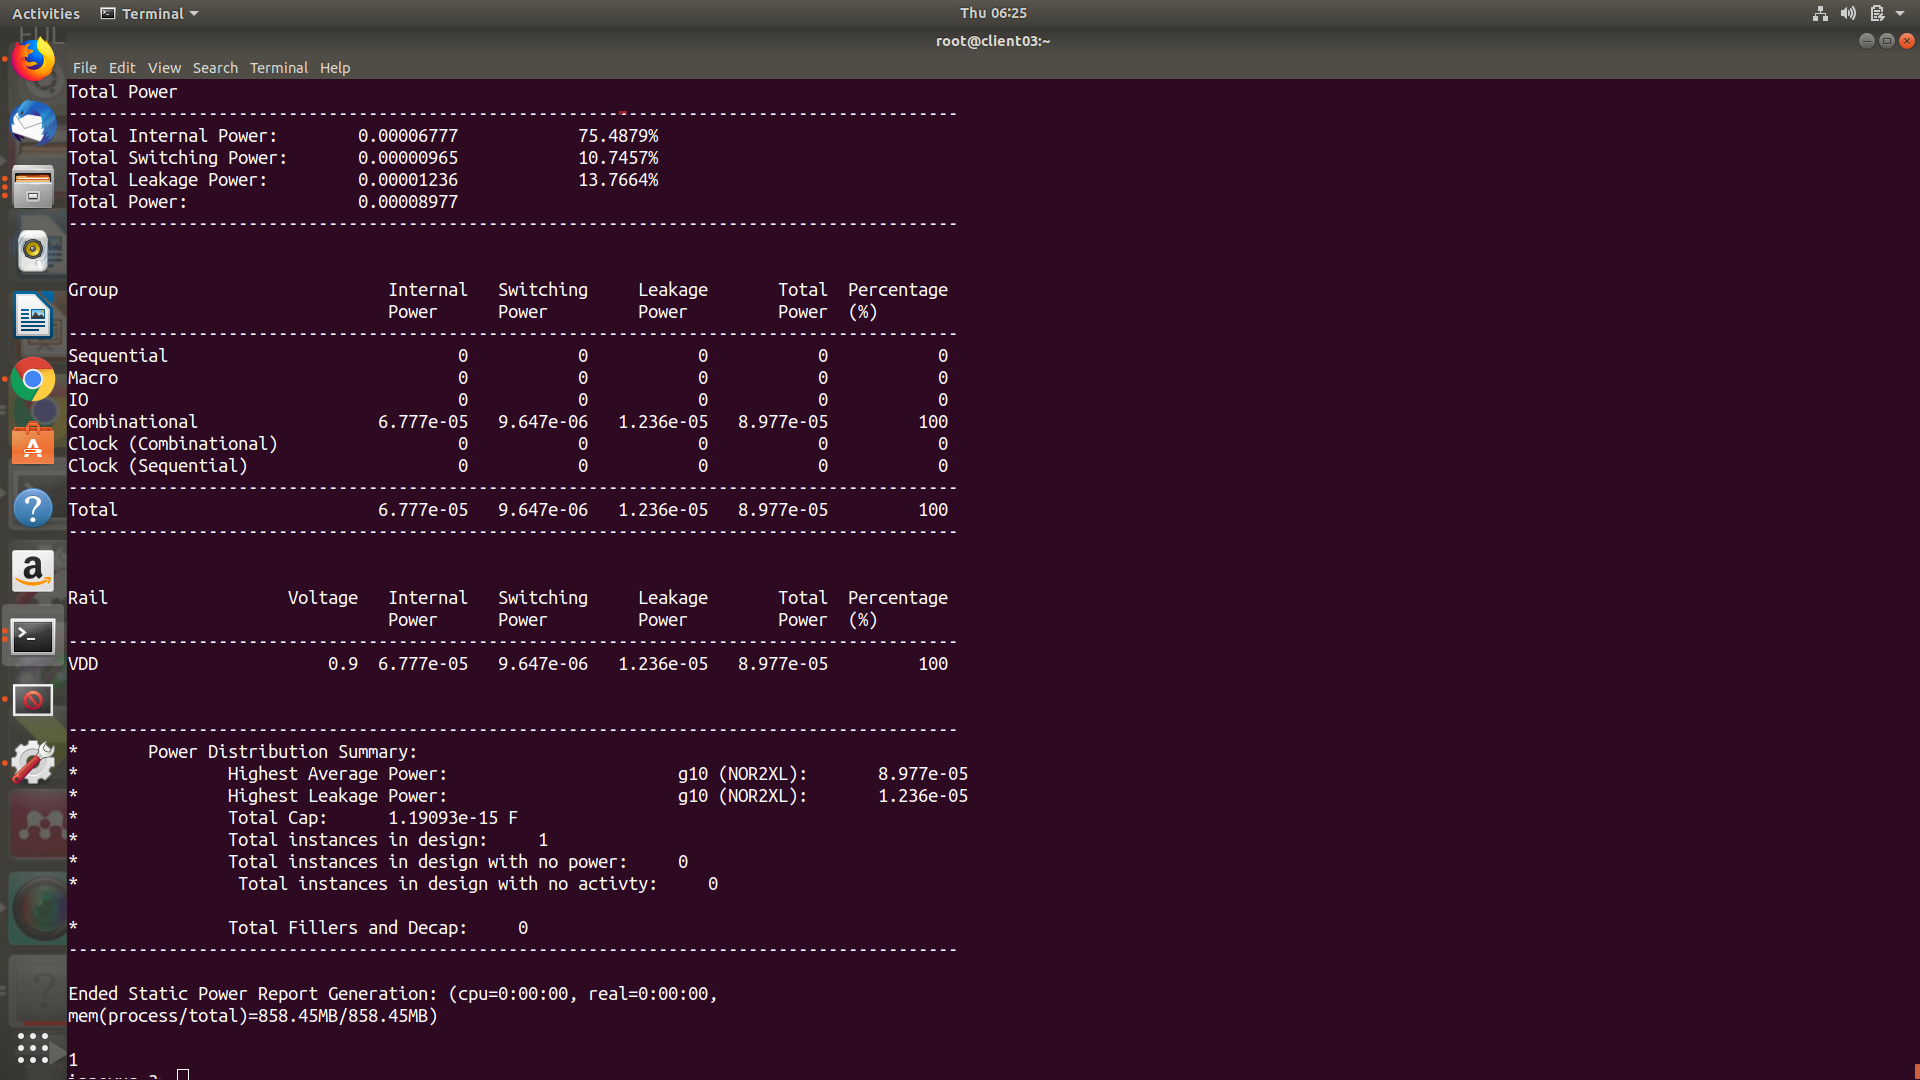 Activities Terminal Thu 06:25
root@client03:~
File Edit View Search Terminal Help
Total Power
-----------------------------------------------------------------------------------------
Total Internal Power: 0.00006777 75.4879%
Total Switching Power: 0.00000965 10.7457%
Total Leakage Power: 0.00001236 13.7664%
Total Power: 0.00008977
-----------------------------------------------------------------------------------------
Group Internal Switching Leakage Total Percentage
Power Power Power Power (%)
-----------------------------------------------------------------------------------------
Sequential 0 0 0 0 0
Macro 0 0 0 0 0
IO 0 0 0 0 0
Combinational 6.777e-05 9.647e-06 1.236e-05 8.977e-05 100
Clock (Combinational) 0 0 0 0 0
Clock (Sequential) 0 0 0 0 0
-----------------------------------------------------------------------------------------
Total 6.777e-05 9.647e-06 1.236e-05 8.977e-05 100
-----------------------------------------------------------------------------------------
Rail Voltage Internal Switching Leakage Total Percentage
Power Power Power Power (%)
-----------------------------------------------------------------------------------------
VDD 0.9 6.777e-05 9.647e-06 1.236e-05 8.977e-05 100
-----------------------------------------------------------------------------------------
* Power Distribution Summary:
* Highest Average Power: g10 (NOR2XL): 8.977e-05
* Highest Leakage Power: g10 (NOR2XL): 1.236e-05
* Total Cap: 1.19093e-15 F
* Total instances in design: 1
* Total instances in design with no power: 0
* Total instances in design with no activty: 0
* Total Fillers and Decap: 0
-----------------------------------------------------------------------------------------
Ended Static Power Report Generation: (cpu=0:00:00, real=0:00:00,
mem(process/total)=858.45MB/858.45MB)
1